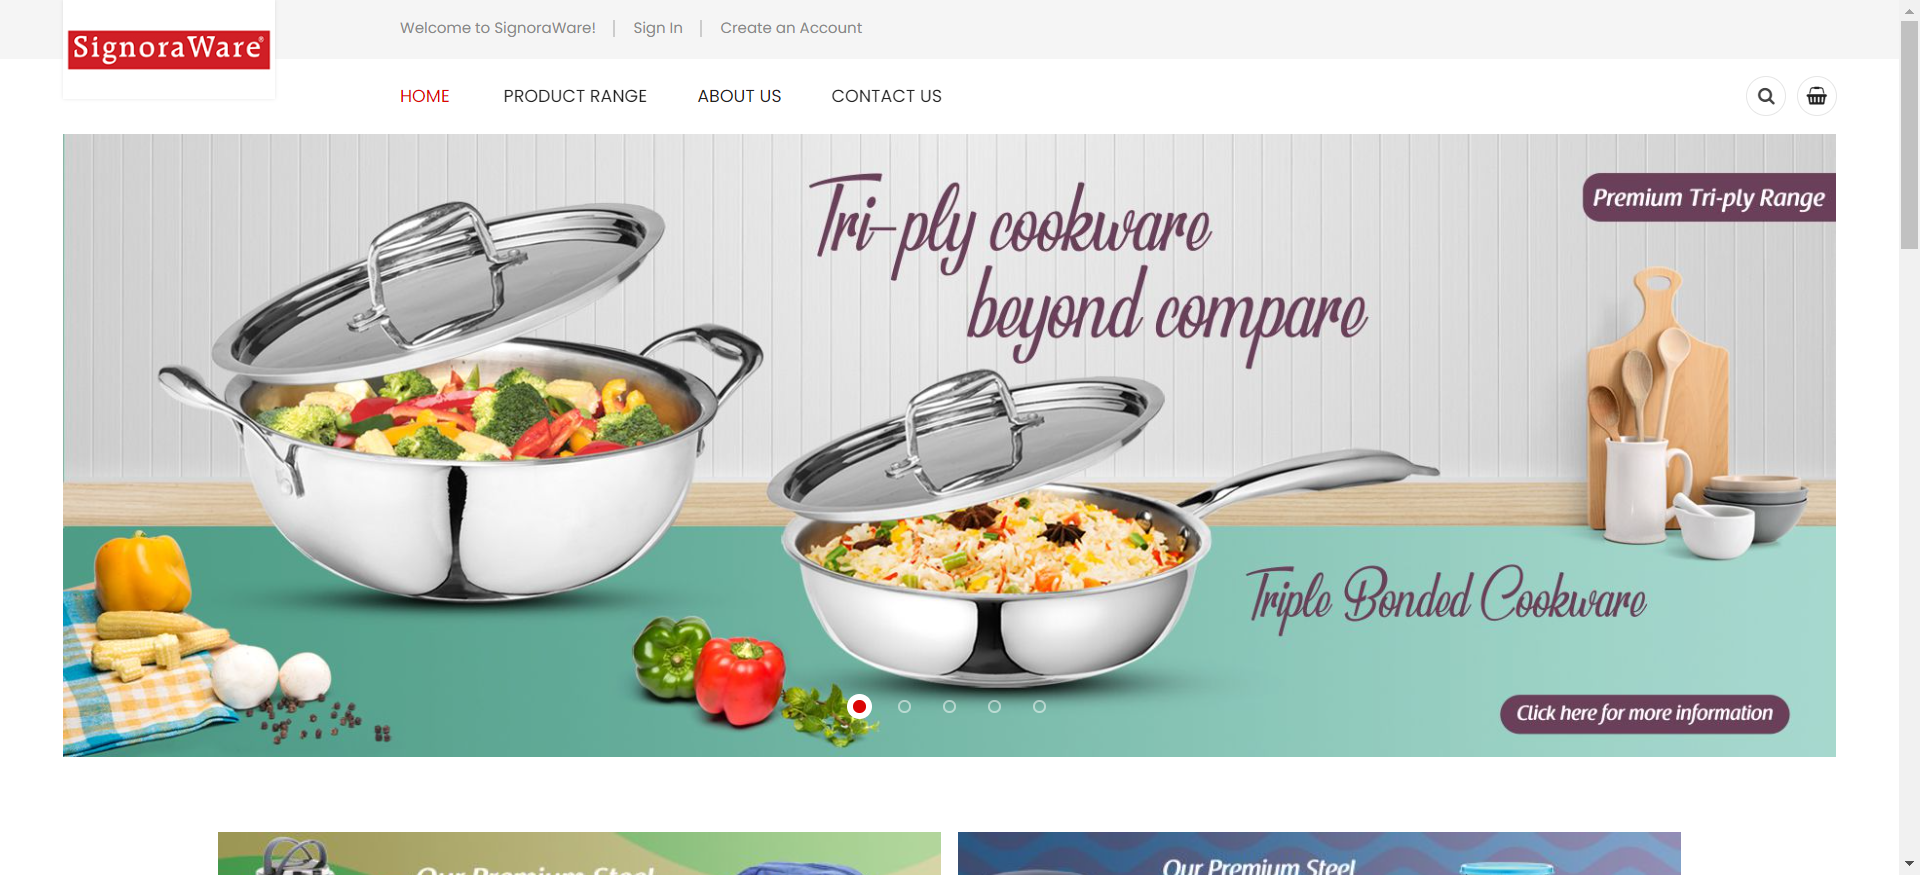 SignoraWare®
Welcome to SignoraWare! | Sign In | Create an Account
HOME PRODUCT RANGE ABOUT US CONTACT US
Premium Tri-ply Range
Tri-ply cookware
beyond compare
Triple Bonded Cookware
Click here for more information
Our Premium Steel
Our Premium Steel